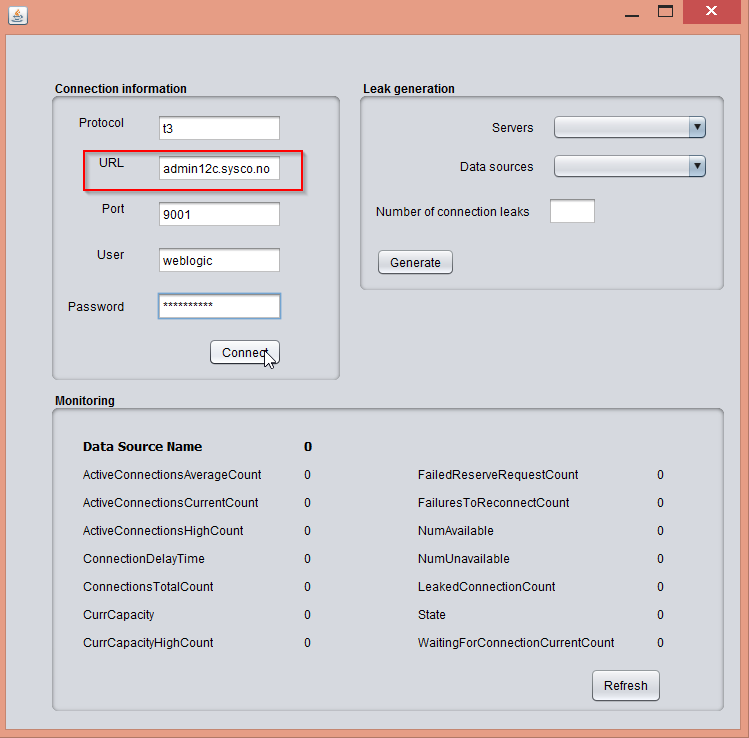 Connection information
Protocol t3
URL admin12c.sysco.no
Port 9001
User weblogic
Password **********
Connect
Leak generation
Servers
Data sources
Number of connection leaks
Generate
Monitoring
Data Source Name 0
ActiveConnectionsAverageCount 0 FailedReserveRequestCount 0
ActiveConnectionsCurrentCount 0 FailuresToReconnectCount 0
ActiveConnectionsHighCount 0 NumAvailable 0
ConnectionDelayTime 0 NumUnavailable 0
ConnectionsTotalCount 0 LeakedConnectionCount 0
CurrCapacity 0 State 0
CurrCapacityHighCount 0 WaitingForConnectionCurrentCount 0
Refresh